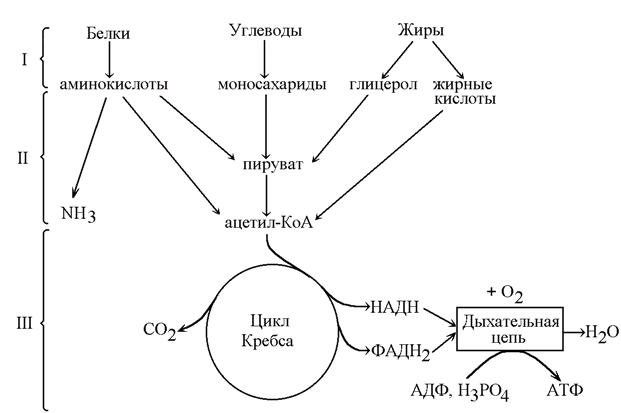 Белки Углеводы Жиры
I
аминокислоты моносахариды глицерол жирные
кислоты
II
пируват
NH3
ацетил-КоА
III
+ O2
НАДН
Дыхательная
цепь
H2O
CO2
Цикл
Кребса
ФАДН2
АДФ, H3PO4 АТФ